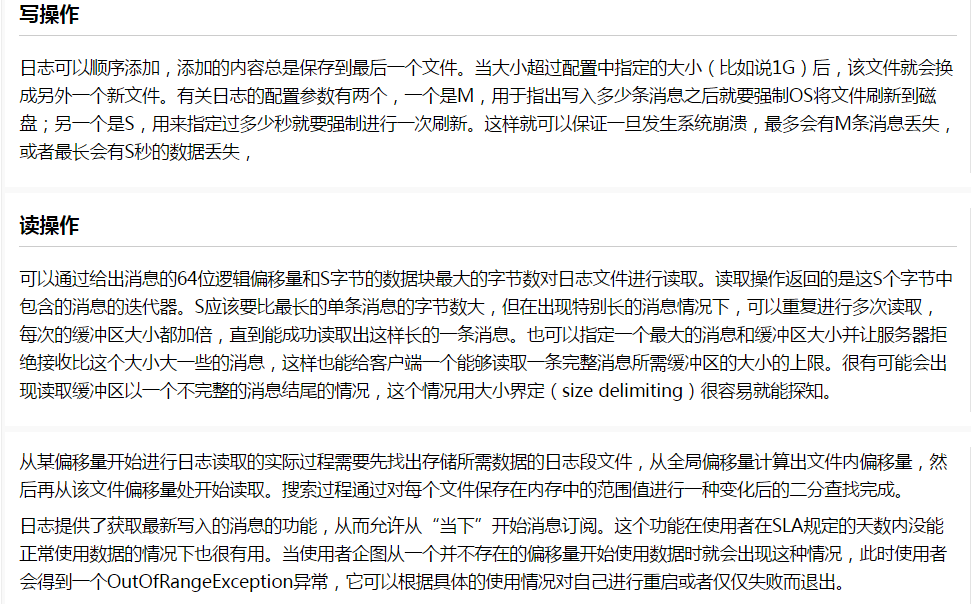 写操作
日志可以顺序添加，添加的内容总是保存到最后一个文件。当大小超过配置中指定的大小（比如说1G）后，该文件就会换
成另外一个新文件。有关日志的配置参数有两个，一个是M，用于指出写入多少条消息之后就要强制OS将文件刷新到磁
盘；另一个是S，用来指定过多少秒就要强制进行一次刷新。这样就可以保证一旦发生系统崩溃，最多会有M条消息丢失，
或者最长会有S秒的数据丢失，
读操作
可以通过给出消息的64位逻辑偏移量和S字节的数据块最大的字节数对日志文件进行读取。读取操作返回的是这S个字节中
包含的消息的迭代器。S应该要比最长的单条消息的字节数大，但在出现特别长的消息情况下，可以重复进行多次读取，
每次的缓冲区大小都加倍，直到能成功读取出这样长的一条消息。也可以指定一个最大的消息和缓冲区大小并让服务器拒
绝接收比这个大小大一些的消息，这样也能给客户端一个能够读取一条完整消息所需缓冲区的大小的上限。很有可能会出
现读取缓冲区以一个不完整的消息结尾的情况，这个情况用大小界定（size delimiting）很容易就能探知。
从某偏移量开始进行日志读取的实际过程需要先找出存储所需数据的日志段文件，从全局偏移量计算出文件内偏移量，然
后再从该文件偏移量处开始读取。搜索过程通过对每个文件保存在内存中的范围值进行一种变化后的二分查找完成。
日志提供了获取最新写入的消息的功能，从而允许从“当下”开始消息订阅。这个功能在使用者在SLA规定的天数内没能
正常使用数据的情况下也很有用。当使用者企图从一个并不存在的偏移量开始使用数据时就会出现这种情况，此时使用者
会得到一个OutOfRangeException异常，它可以根据具体的使用情况对自己进行重启或者仅仅失败而退出。